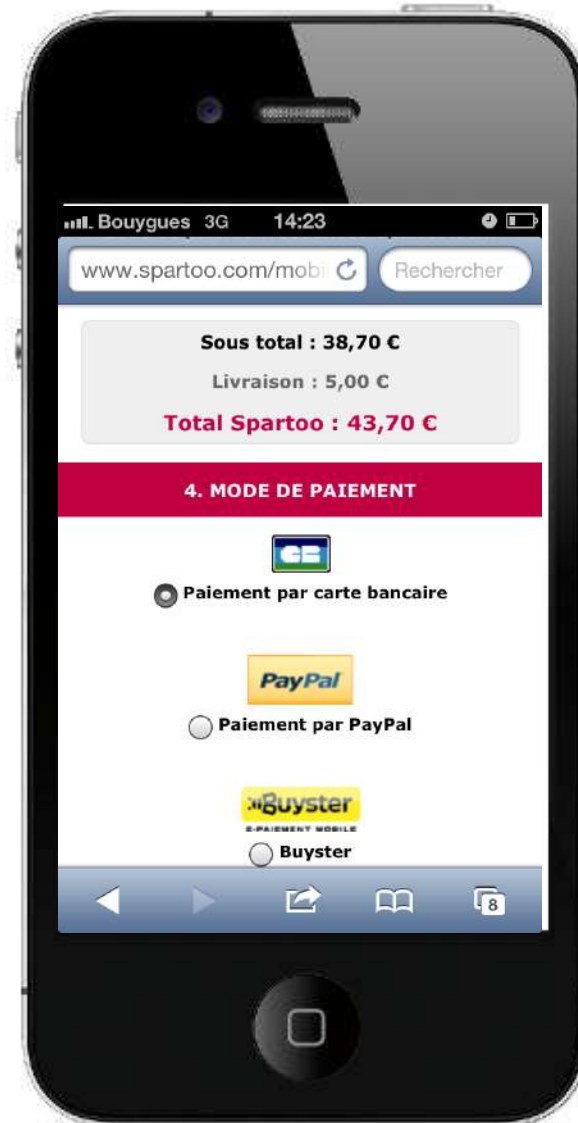 Bouygues 3G 14:23
www.spartoo.com/mobi Rechercher
Sous total : 38,70 €
Livraison : 5,00 €
Total Spartoo : 43,70 €
4. MODE DE PAIEMENT
CB
Paiement par carte bancaire
PayPal
Paiement par PayPal
Buyster
E-PAIEMENT MOBILE
Buyster
8